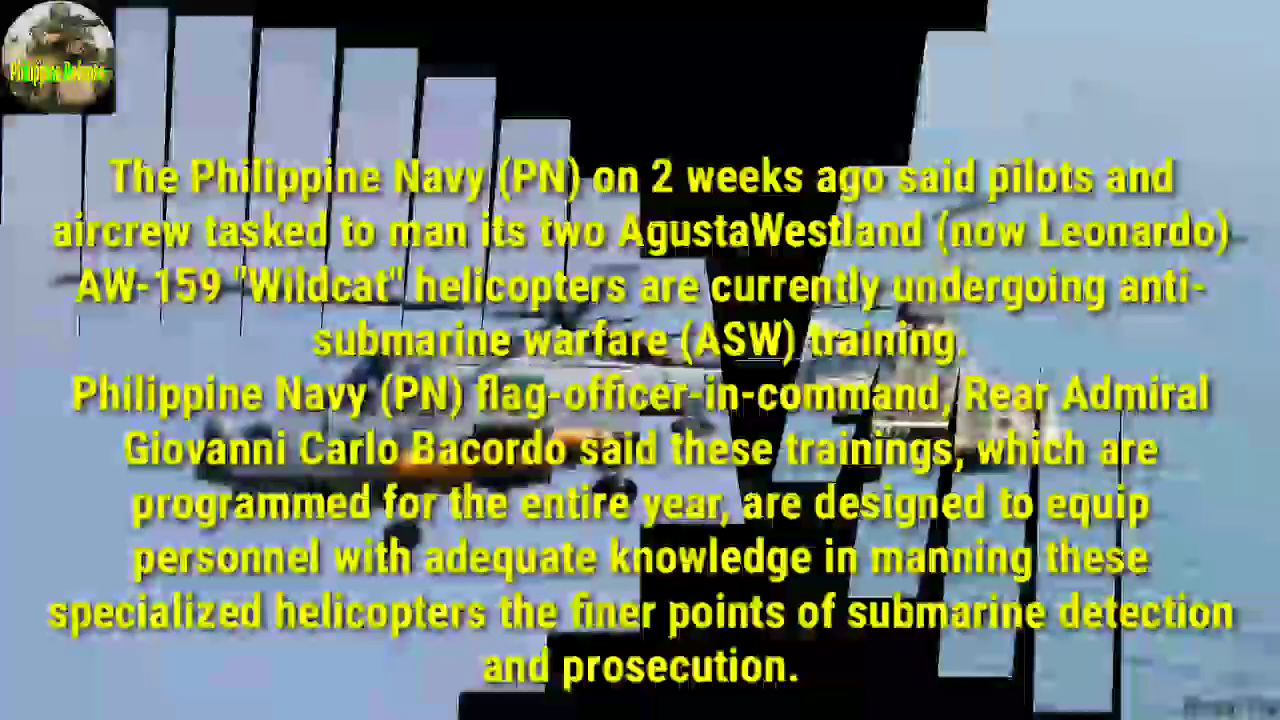 Philippine Defense
The Philippine Navy (PN) on 2 weeks ago said pilots and
aircrew tasked to man its two AgustaWestland (now Leonardo)
AW-159 "Wildcat" helicopters are currently undergoing anti-
submarine warfare (ASW) training.
Philippine Navy (PN) flag-officer-in-command, Rear Admiral
Giovanni Carlo Bacordo said these trainings, which are
programmed for the entire year, are designed to equip
personnel with adequate knowledge in manning these
specialized helicopters the finer points of submarine detection
and prosecution.